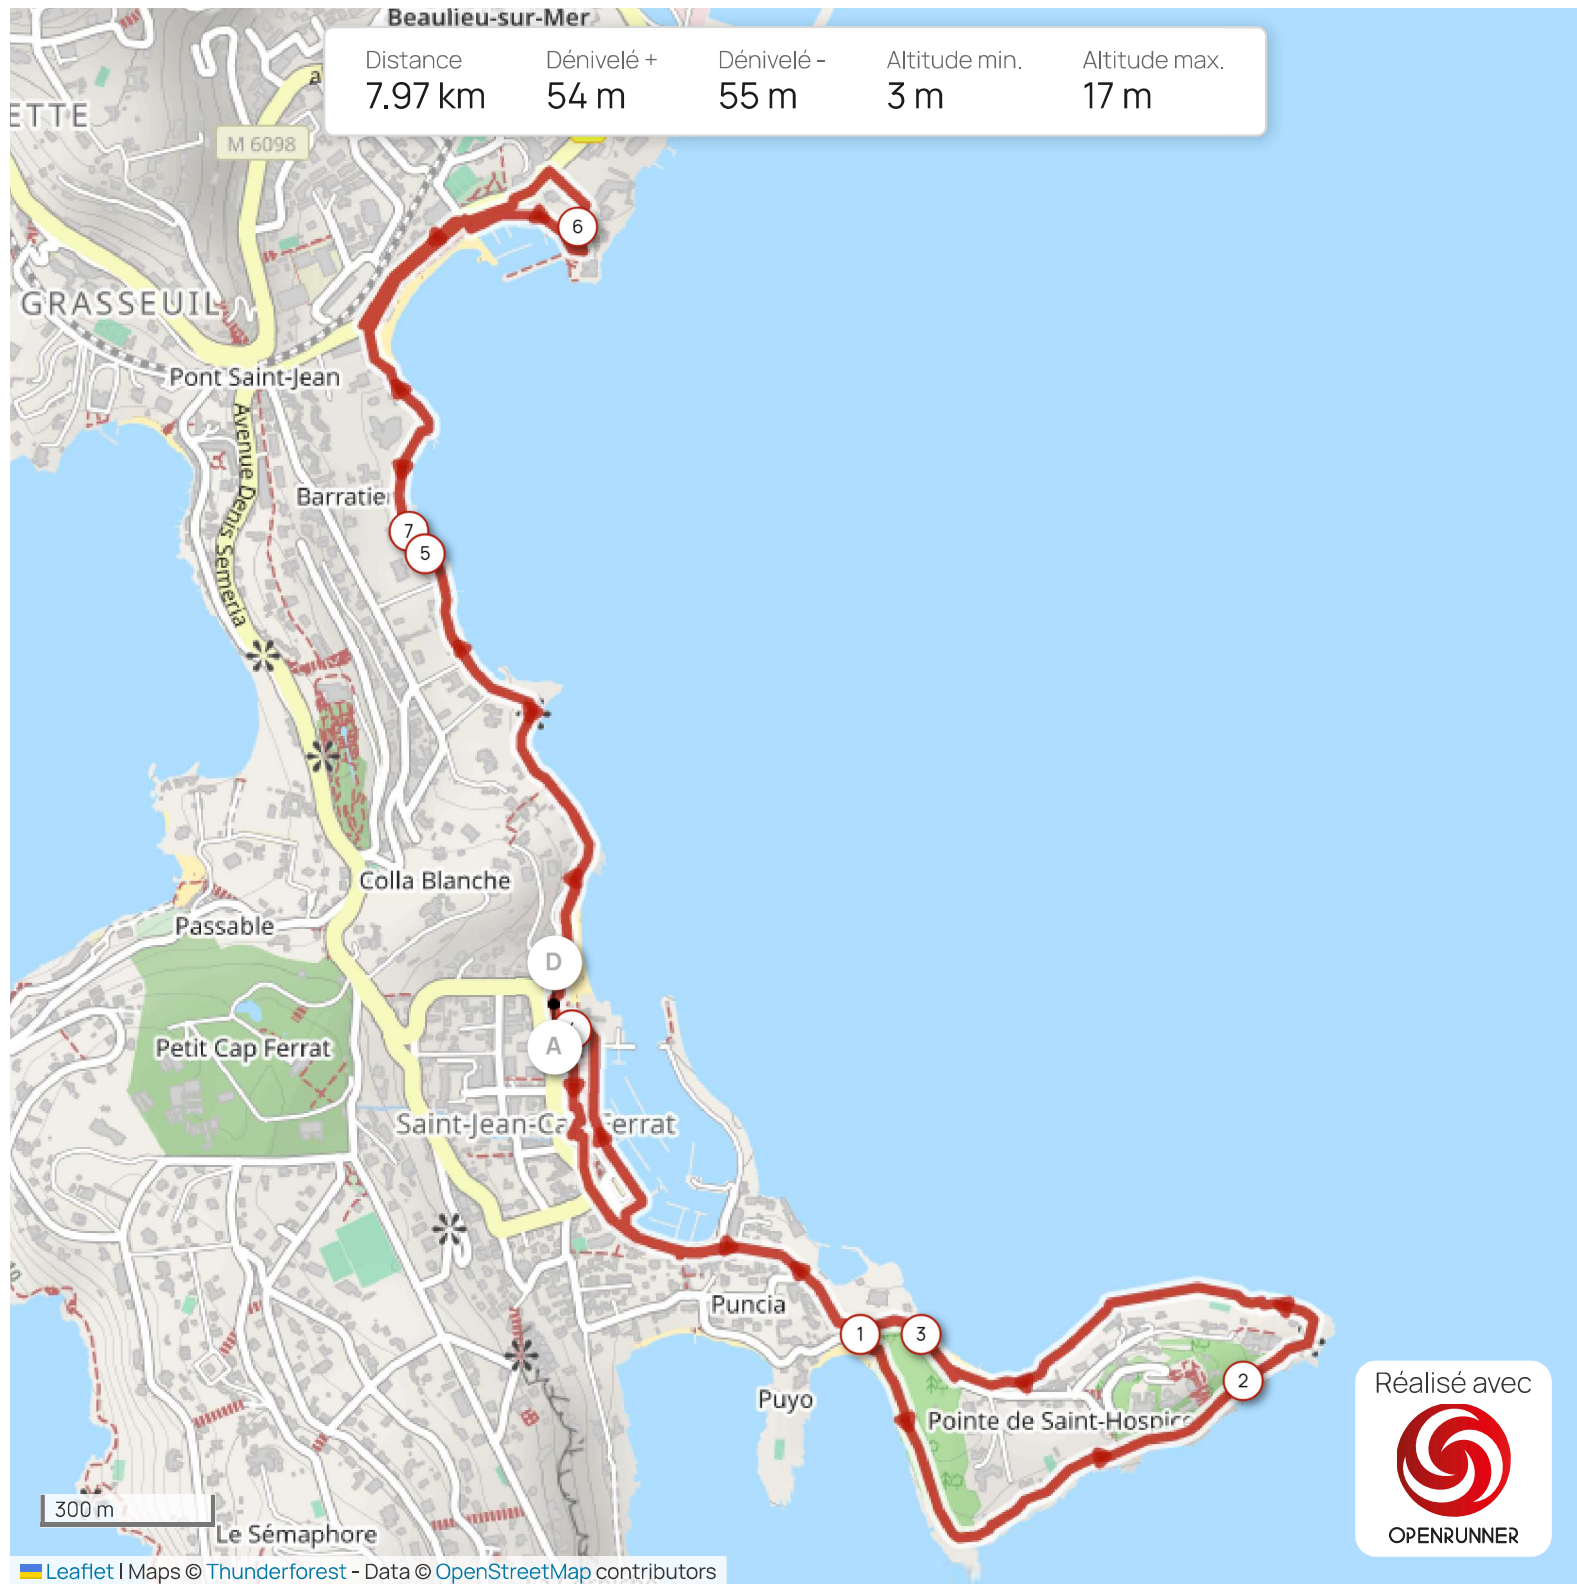 Beaulieu-sur-Mer
Distance
7.97 km
Dénivelé +
54 m
Dénivelé -
55 m
Altitude min.
3 m
Altitude max.
17 m
ETTE
M 6098
6
GRASSEUIL
Pont Saint-Jean
Avenue Denis Semeria
Barratier
7
5
Colla Blanche
Passable
D
A
Petit Cap Ferrat
Saint-Jean-Ca Ferrat
Puncia
1
3
2
Puyo
Pointe de Saint-Hospice
Réalisé avec
OPENRUNNER
300 m
Le Sémaphore
Leaflet | Maps © Thunderforest - Data © OpenStreetMap contributors